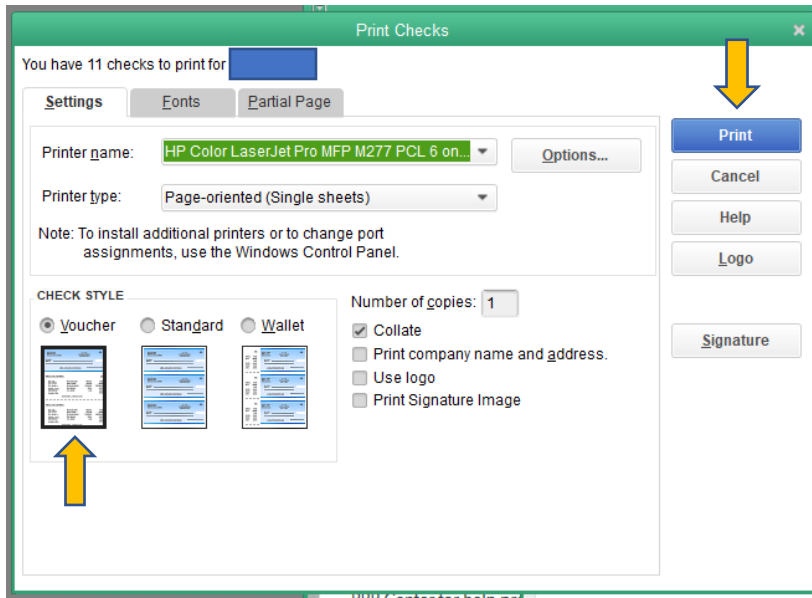 Print Checks
You have 11 checks to print for
Settings Fonts Partial Page
Printer name: HP Color LaserJet Pro MFP M277 PCL 6 on... Options...
Printer type: Page-oriented (Single sheets)
Note: To install additional printers or to change port
assignments, use the Windows Control Panel.
Print
Cancel
Help
Logo
Signature
CHECK STYLE
Voucher Standard Wallet
Number of copies: 1
Collate
Print company name and address.
Use logo
Print Signature Image